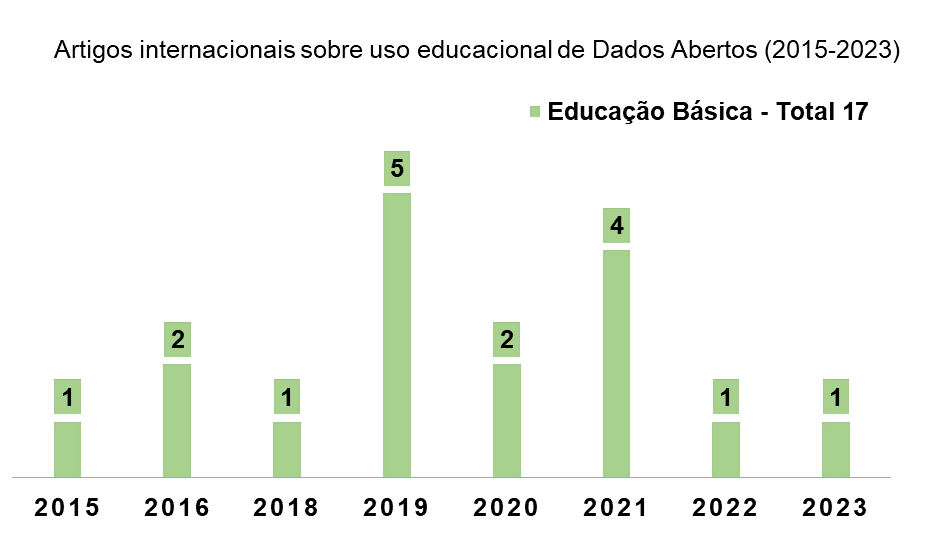 Artigos internacionais sobre uso educacional de Dados Abertos (2015-2023)
Educação Básica - Total 17
5
4
2
2
1
1
1
1
2015 2016 2018 2019 2020 2021 2022 2023